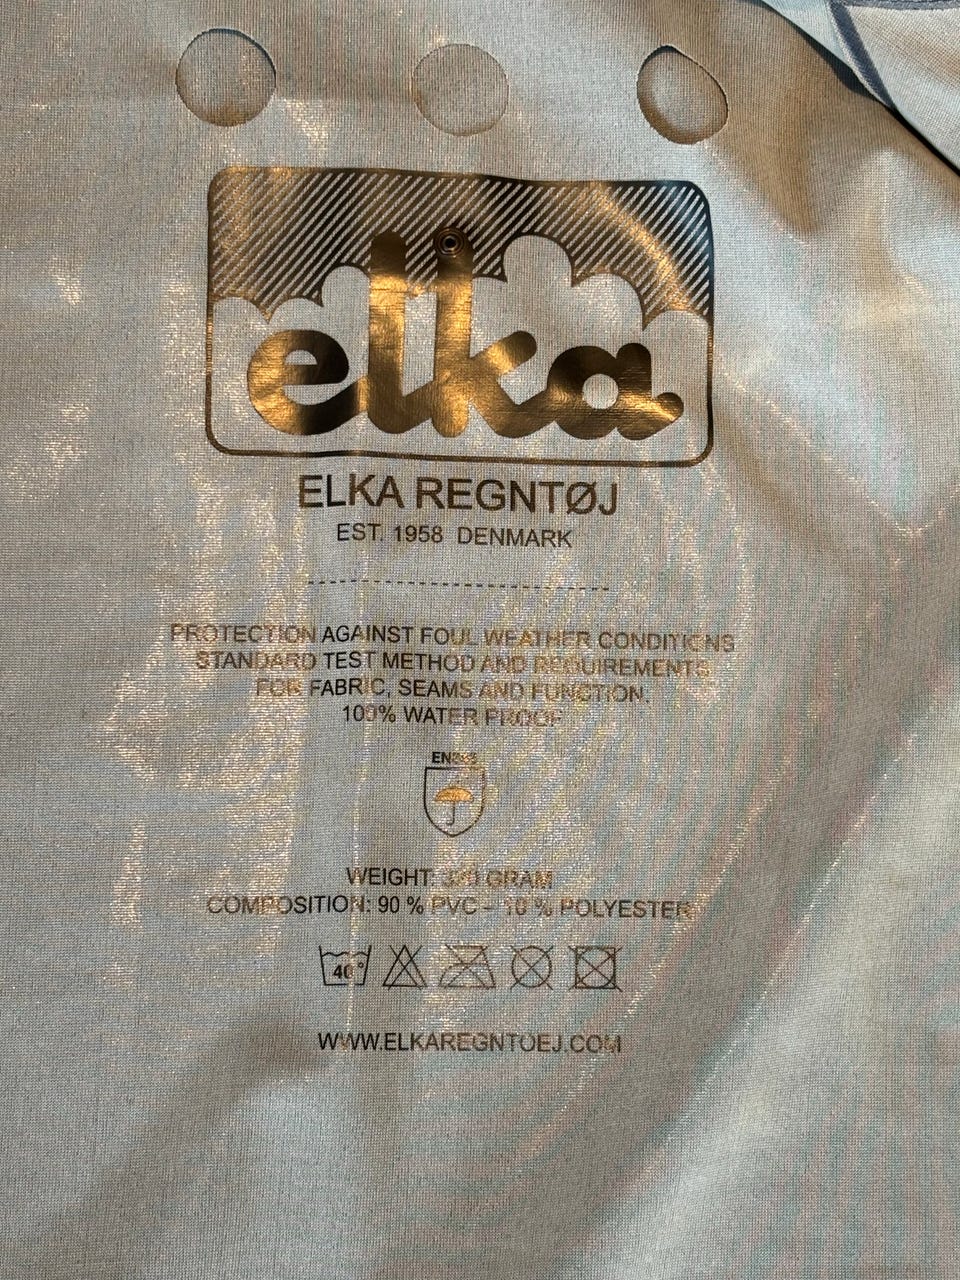 elka
ELKA REGNTØJ
EST. 1958 DENMARK
PROTECTION AGAINST FOUL WEATHER CONDITIONS
STANDARD TEST METHOD AND REQUIREMENTS
FOR FABRIC, SEAMS AND FUNCTION.
100% WATER PROOF
WEIGHT: GRAM
COMPOSITION: 90 % PVC - 10 % POLYESTER
40°
WWW.ELKAREGNTOEJ.COM